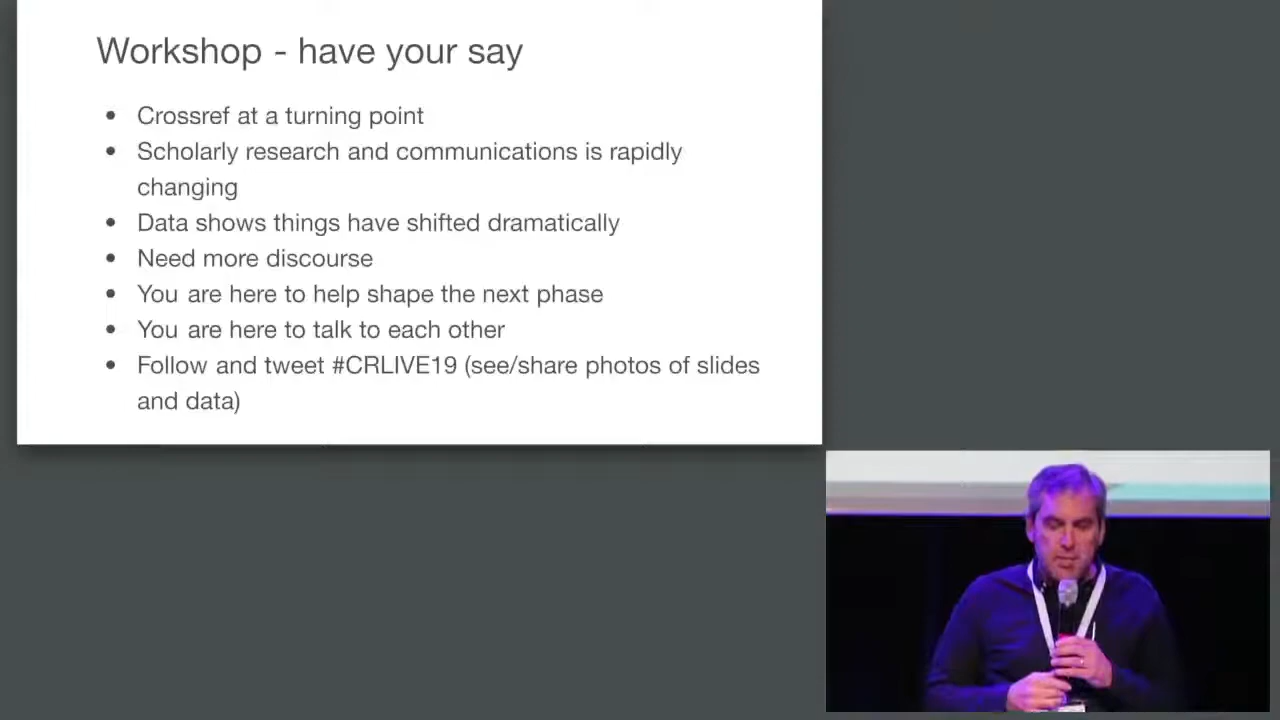 Workshop - have your say
• Crossref at a turning point
• Scholarly research and communications is rapidly
changing
• Data shows things have shifted dramatically
• Need more discourse
• You are here to help shape the next phase
• You are here to talk to each other
• Follow and tweet #CRLIVE19 (see/share photos of slides
and data)